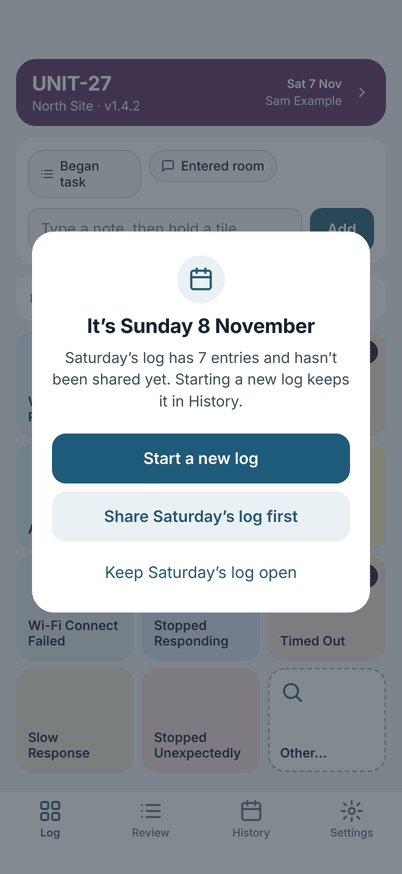 UNIT-27
North Site · v1.4.2
Sat 7 Nov
Sam Example
Began
task
Entered room
Type a note, then hold a tile
Add
It’s Sunday 8 November
Saturday’s log has 7 entries and hasn’t
been shared yet. Starting a new log keeps
it in History.
Start a new log
Share Saturday’s log first
Keep Saturday’s log open
Wi-Fi Connect
Failed
Stopped
Responding
Timed Out
Slow
Response
Stopped
Unexpectedly
Other...
Log
Review
History
Settings